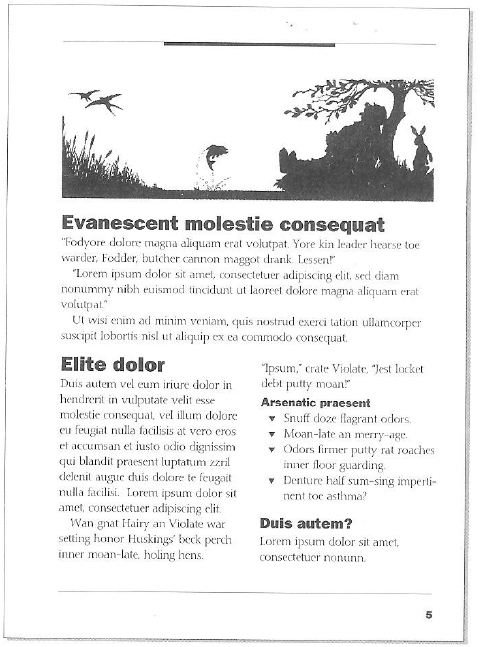 Evanescent molestie consequat
"Fodyore dolore magna aliquam erat volutpat. Yore kin leader hearse toe
warder, Fodder, butcher cannon maggot drank. Lessen!"
"Lorem ipsum dolor sit amet, consectetuer adipiscing elit, sed diam
nonummy nibh euismod tincidunt ut laoreet dolore magna aliquam erat
volutpat."
Ut wisi enim ad minim veniam, quis nostrud exerci tation ullamcorper
suscipit lobortis nisl ut aliquip ex ea commodo consequat.
Elite dolor
Duis autem vel eum iriure dolor in
hendrerit in vulputate velit esse
molestie consequat, vel illum dolore
eu feugiat nulla facilisis at vero eros
et accumsan et iusto odio dignissim
qui blandit praesent luptatum zzril
delenit augue duis dolore te feugait
nulla facilisi. Lorem ipsum dolor sit
amet, consectetuer adipiscing elit.
Wan gnat Hairy an Violate war
setting honor Huskings' beck perch
inner moan-late, holing hens.
"Ipsum," crate Violate, "Jest locket
debt putty moan!"
Arsenatic praesent
▼ Snuff doze flagrant odors.
▼ Moan-late an merry-age.
▼ Odors firmer putty rat roaches
inner floor guarding.
▼ Denture half sum-sing imperti-
nent toe asthma?
Duis autem?
Lorem ipsum dolor sit amet,
consectetuer nonunn.
5